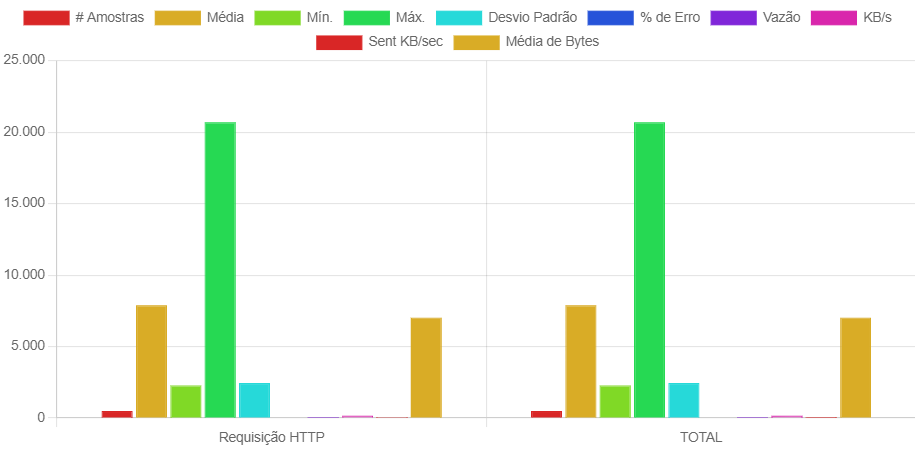 # Amostras Média Mín. Máx. Desvio Padrão % de Erro Vazão KB/s
Sent KB/sec Média de Bytes
25.000
20.000
15.000
10.000
5.000
0
Requisição HTTP TOTAL